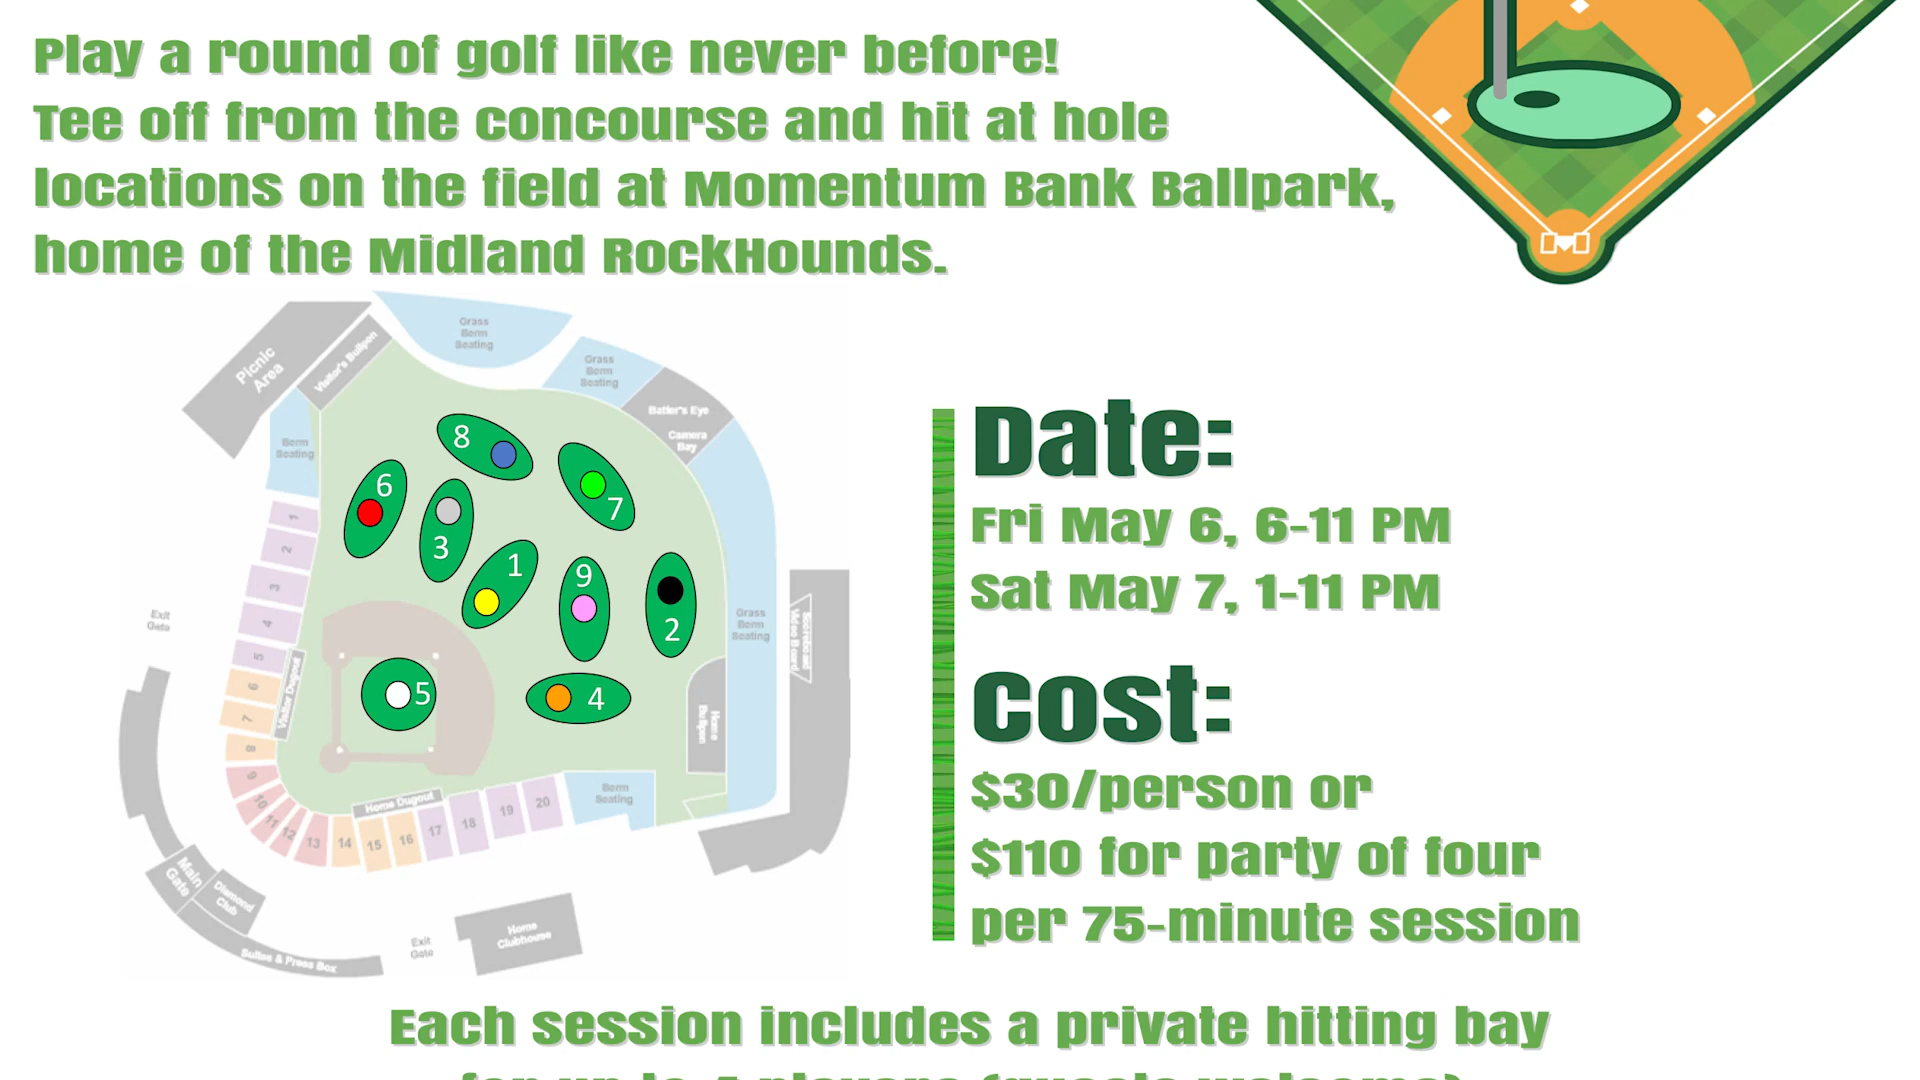 Play a round of golf like never before!
Tee off from the concourse and hit at hole
locations on the field at Momentum Bank Ballpark,
home of the Midland RockHounds.
Grass
Berm
Seating
Picnic
Area
Visitor's Bullpen
Grass
Berm
Seating
Batter's Eye
Camera
Bay
Berm
Seating
8
6
7
3
1
9
2
5
4
1
2
3
4
5
6
7
8
9
10
11
12
13
14
15
16
17
18
19
20
Exit
Gate
Visitor Dugout
Grass
Berm
Seating
Scoreboard
Video Board
Home
Bullpen
Home Dugout
Berm
Seating
Main
Gate
Diamond
Club
Suites & Press Box
Exit
Gate
Home
Clubhouse
Date:
Fri May 6, 6-11 PM
Sat May 7, 1-11 PM
Cost:
$30/person or
$110 for party of four
per 75-minute session
Each session includes a private hitting bay
for up to 4 players (guests welcome)